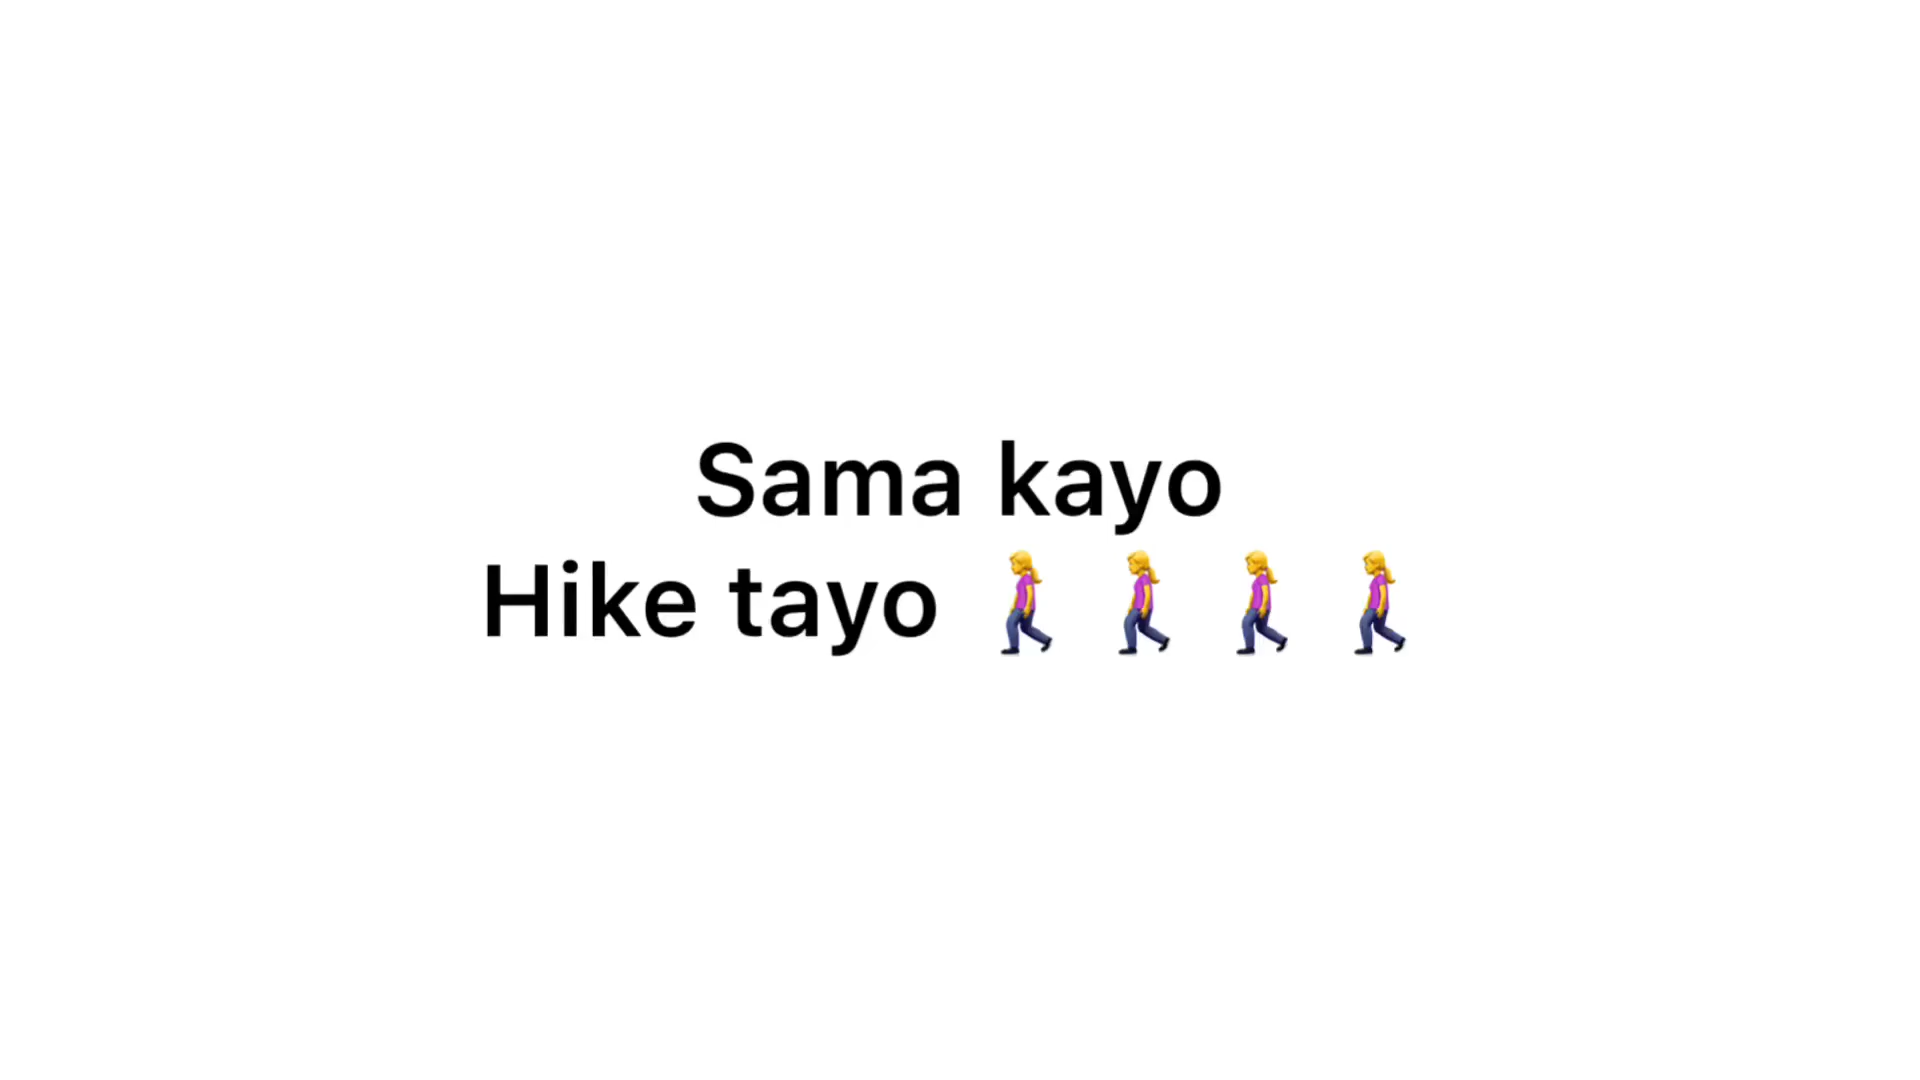 Sama kayo
Hike tayo 🚶‍♀️ 🚶‍♀️ 🚶‍♀️ 🚶‍♀️